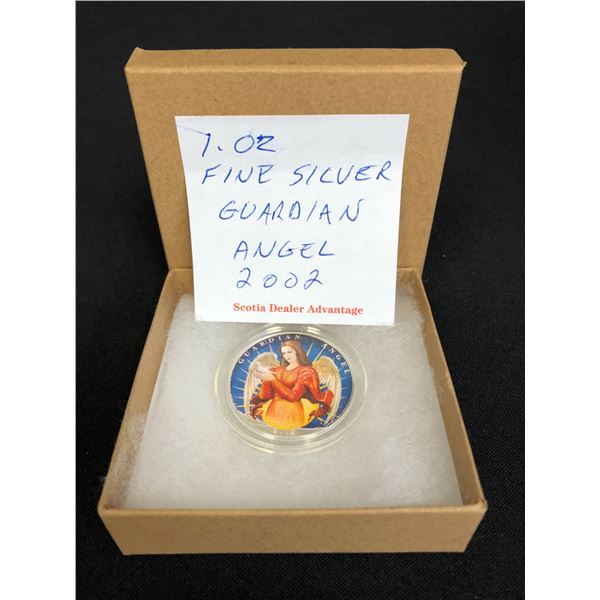 1.OZ
FINE SILVER
GUARDIAN
ANGEL
2002
Scotia Dealer Advantage
GUARDIAN ANGEL